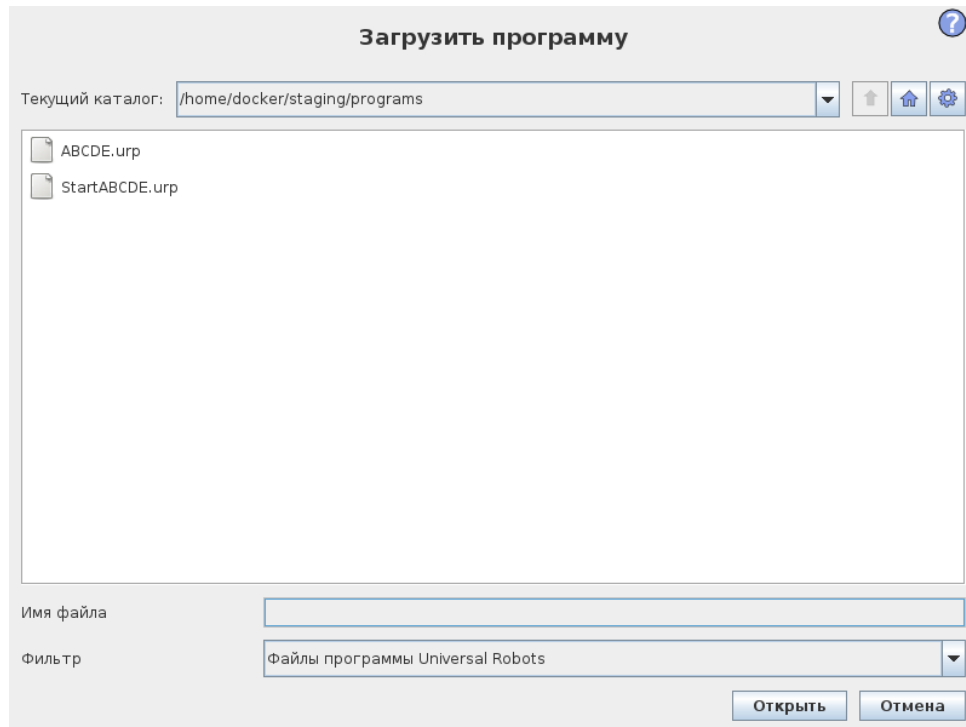 Загрузить программу
?
Текущий каталог: /home/docker/staging/programs
ABCDE.urp
StartABCDE.urp
Имя файла
Фильтр Файлы программы Universal Robots
Открыть Отмена